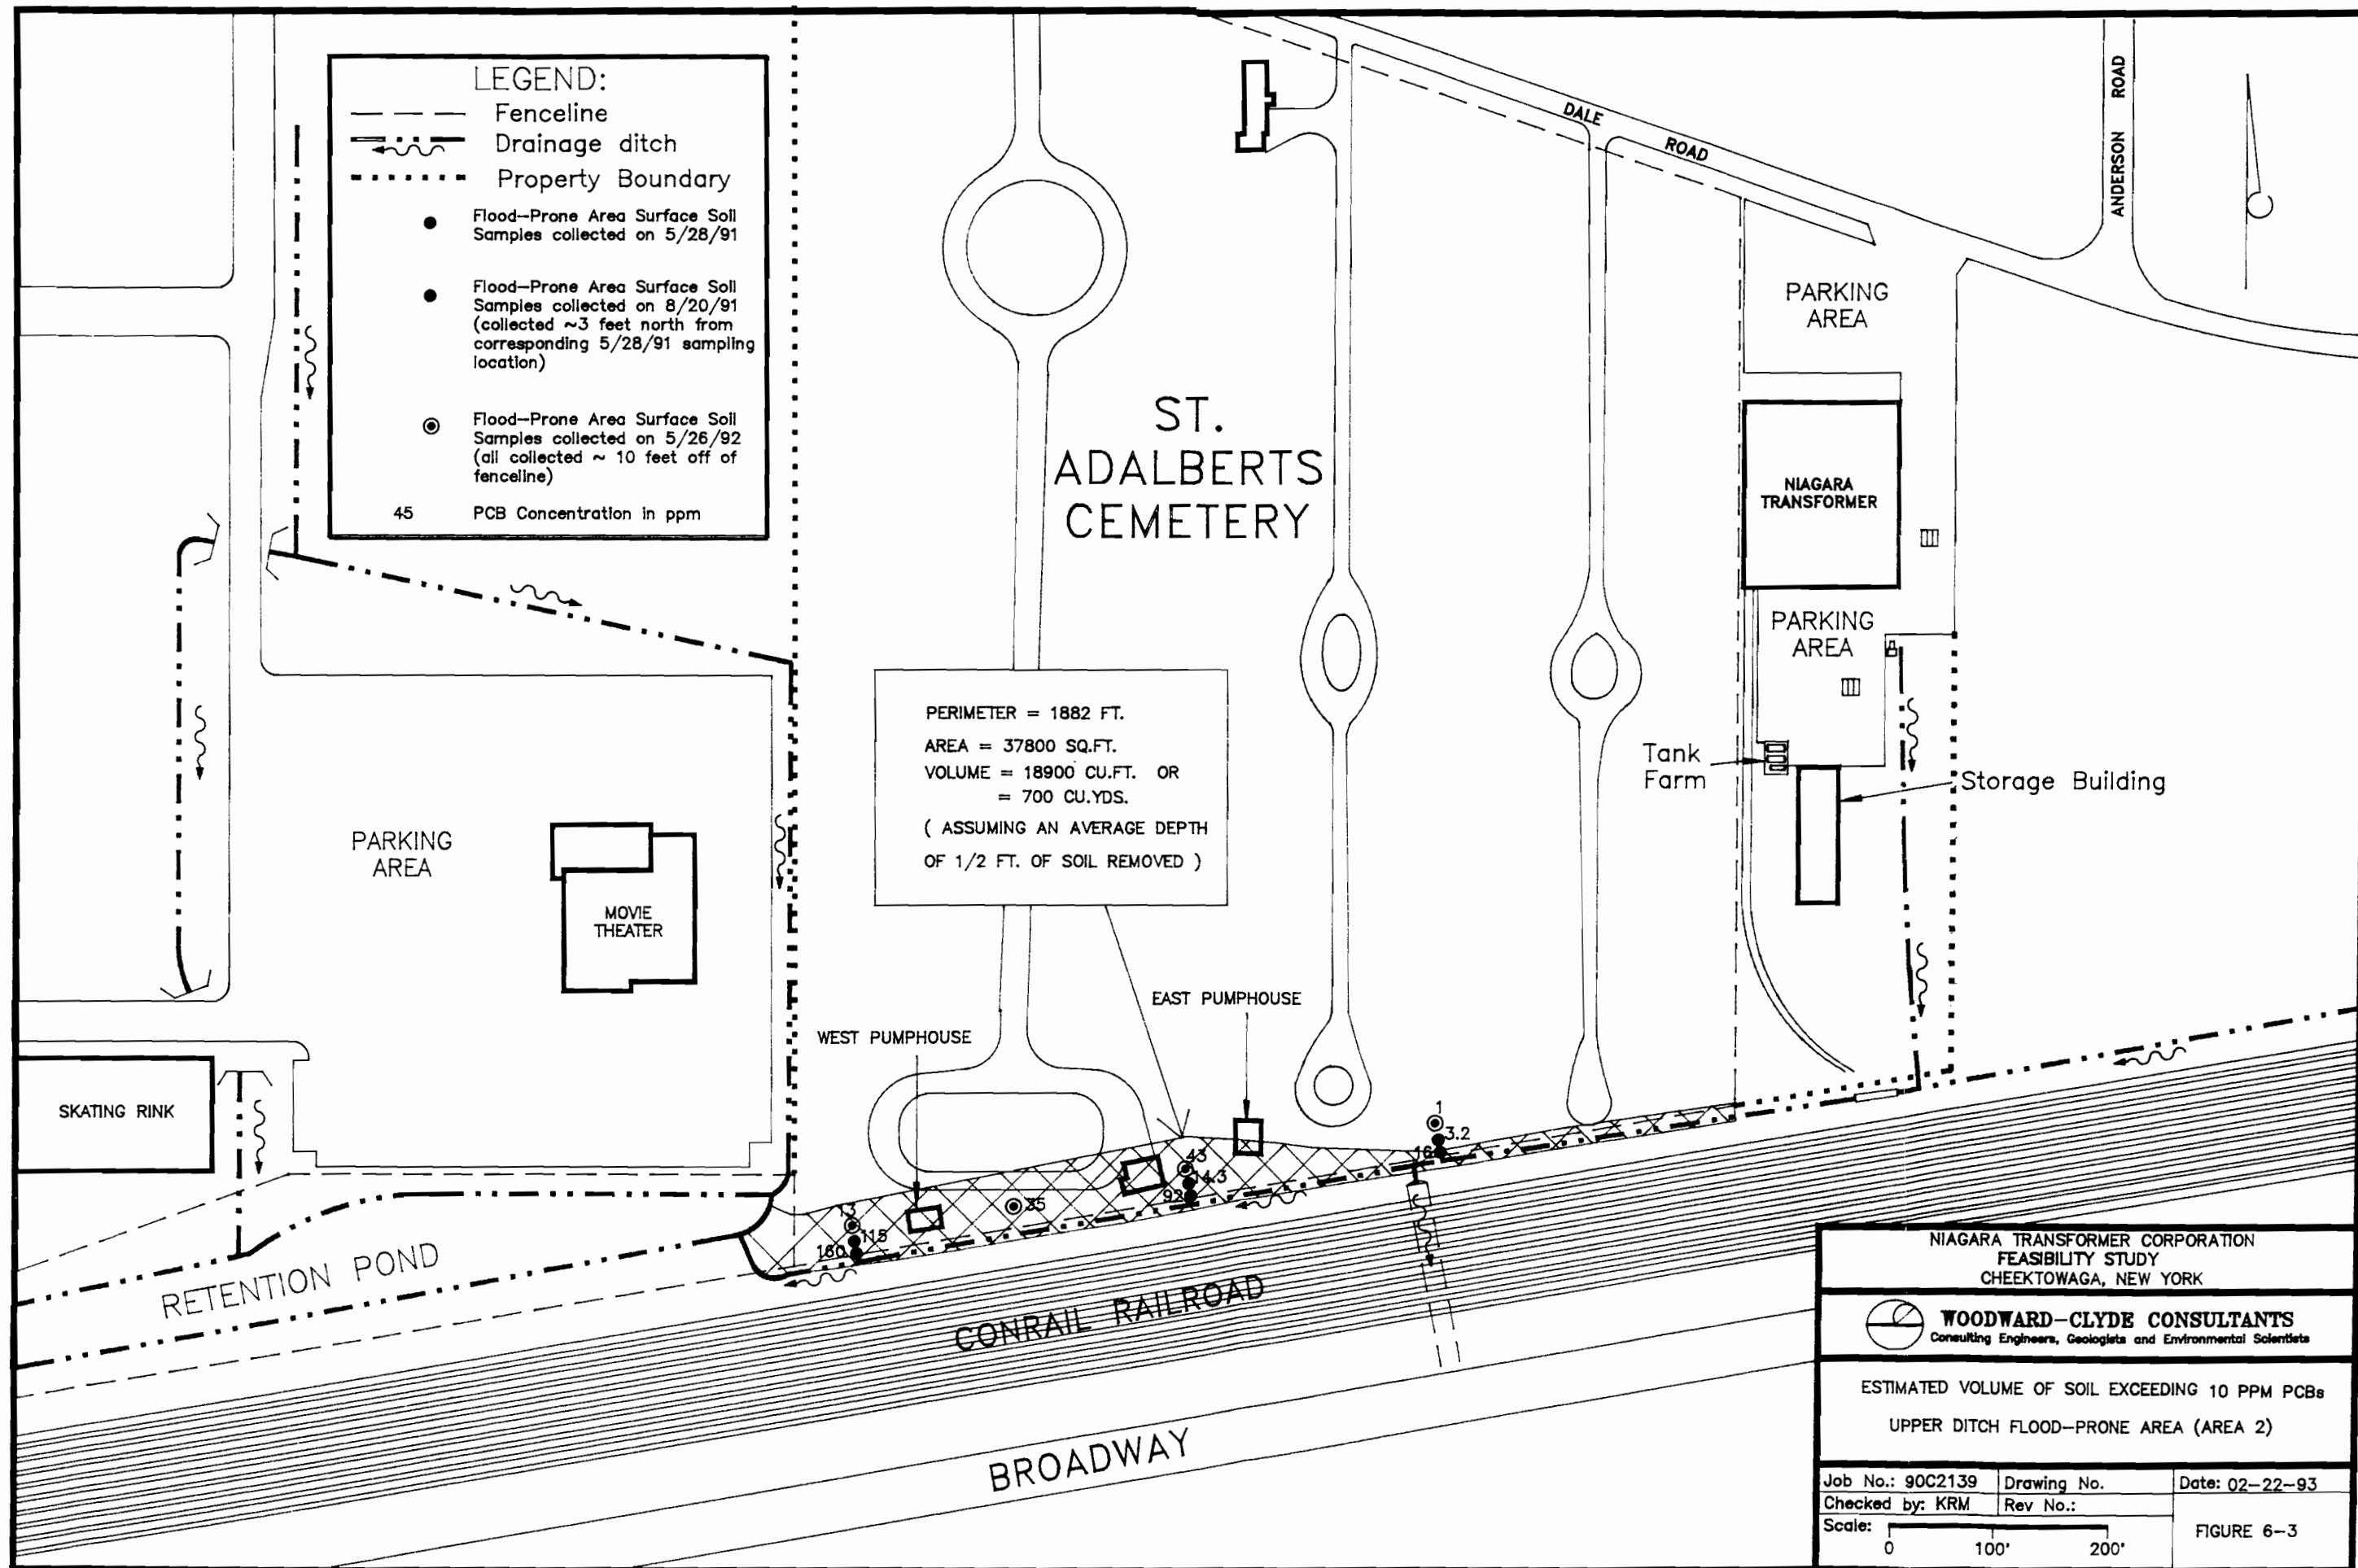 LEGEND:
Fenceline
Drainage ditch
Property Boundary
Flood-Prone Area Surface Soil
Samples collected on 5/28/91
Flood-Prone Area Surface Soil
Samples collected on 8/20/91
(collected ~3 feet north from
corresponding 5/28/91 sampling
location)
Flood-Prone Area Surface Soil
Samples collected on 5/26/92
(all collected ~ 10 feet off of
fenceline)
45 PCB Concentration in ppm
DALE
ROAD
ANDERSON ROAD
PARKING
AREA
ST.
ADALBERTS
CEMETERY
NIAGARA
TRANSFORMER
PARKING
AREA
PERIMETER = 1882 FT.
AREA = 37800 SQ.FT.
VOLUME = 18900 CU.FT. OR
= 700 CU.YDS.
( ASSUMING AN AVERAGE DEPTH
OF 1/2 FT. OF SOIL REMOVED )
Tank
Farm
Storage Building
PARKING
AREA
MOVIE
THEATER
EAST PUMPHOUSE
WEST PUMPHOUSE
SKATING RINK
1
3.2
16
43
14.3
92
35
13
115
160
RETENTION POND
CONRAIL RAILROAD
BROADWAY
NIAGARA TRANSFORMER CORPORATION
FEASIBILITY STUDY
CHEEKTOWAGA, NEW YORK
WOODWARD-CLYDE CONSULTANTS
Consulting Engineers, Geologists and Environmental Scientists
ESTIMATED VOLUME OF SOIL EXCEEDING 10 PPM PCBs
UPPER DITCH FLOOD-PRONE AREA (AREA 2)
Job No.: 90C2139 Drawing No. Date: 02-22-93
Checked by: KRM Rev No.:
Scale: 0 100' 200'
FIGURE 6-3